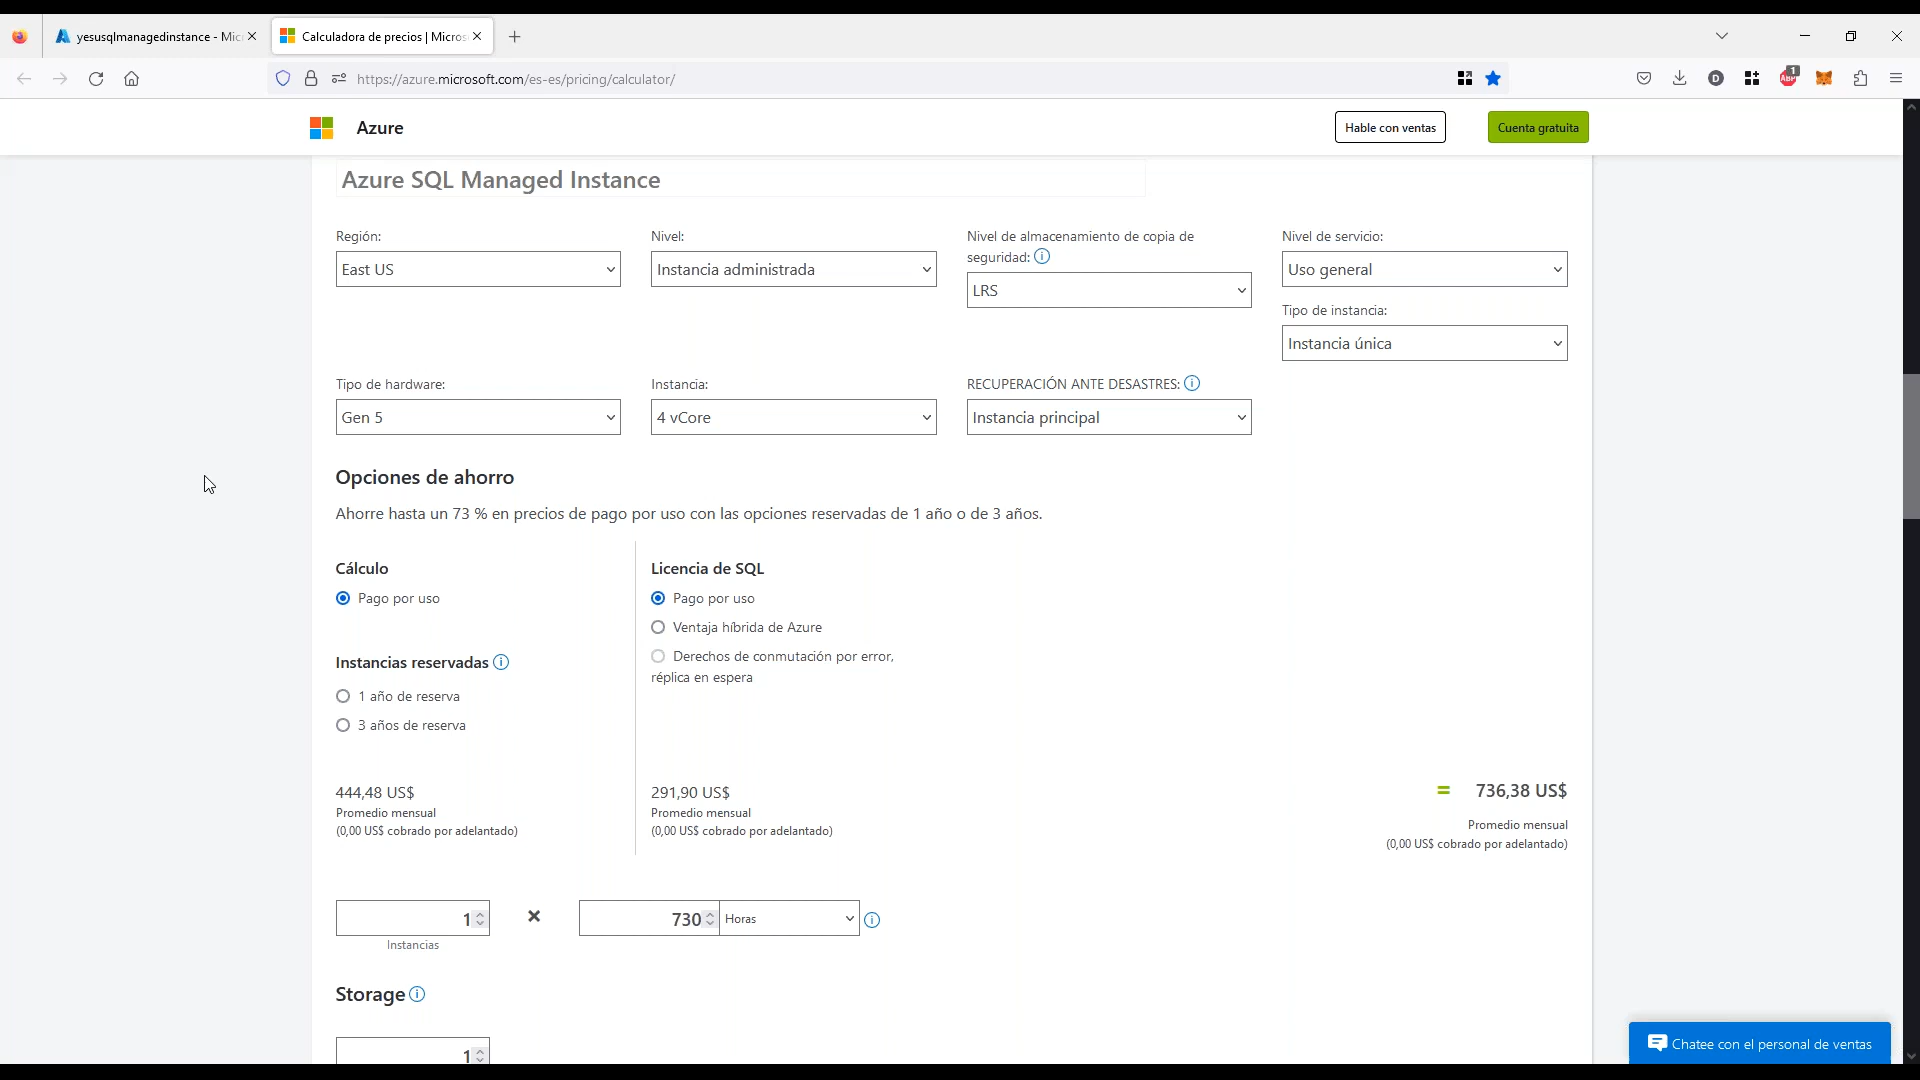 yesusqlmanagedinstance - Mic
Calculadora de precios | Micros
https://azure.microsoft.com/es-es/pricing/calculator/
D
1
ABP
Azure
Hable con ventas
Cuenta gratuita
Azure SQL Managed Instance
Región:
Nivel:
Nivel de almacenamiento de copia de
seguridad:
Nivel de servicio:
East US
Instancia administrada
LRS
Uso general
Tipo de instancia:
Instancia única
Tipo de hardware:
Instancia:
RECUPERACIÓN ANTE DESASTRES:
Gen 5
4 vCore
Instancia principal
Opciones de ahorro
Ahorre hasta un 73 % en precios de pago por uso con las opciones reservadas de 1 año o de 3 años.
Cálculo
Pago por uso
Instancias reservadas
1 año de reserva
3 años de reserva
444,48 US$
Promedio mensual
(0,00 US$ cobrado por adelantado)
Licencia de SQL
Pago por uso
Ventaja híbrida de Azure
Derechos de conmutación por error,
réplica en espera
291,90 US$
Promedio mensual
(0,00 US$ cobrado por adelantado)
= 736,38 US$
Promedio mensual
(0,00 US$ cobrado por adelantado)
1
Instancias
×
730
Horas
Storage
1
Chatee con el personal de ventas